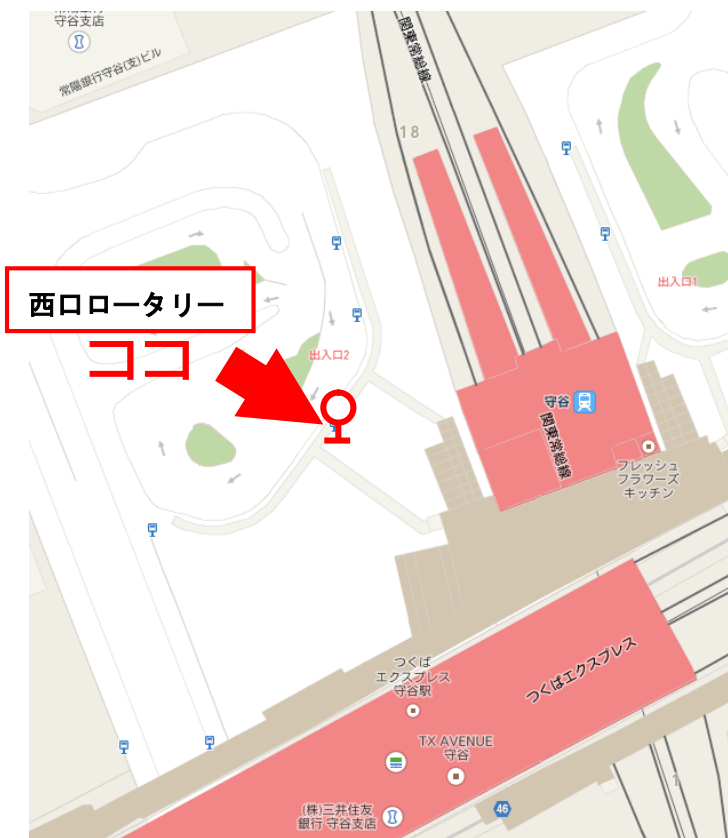 守谷支店
常陽銀行守谷(支)ビル
関東常総線
18
出入口1
西口ロータリー
ココ
出入口2
守谷
関東常総線
フレッシュ
フラワーズ
キッチン
つくば
エクスプレス
守谷駅
つくばエクスプレス
TX AVENUE
守谷
46
(株)三井住友
銀行 守谷支店